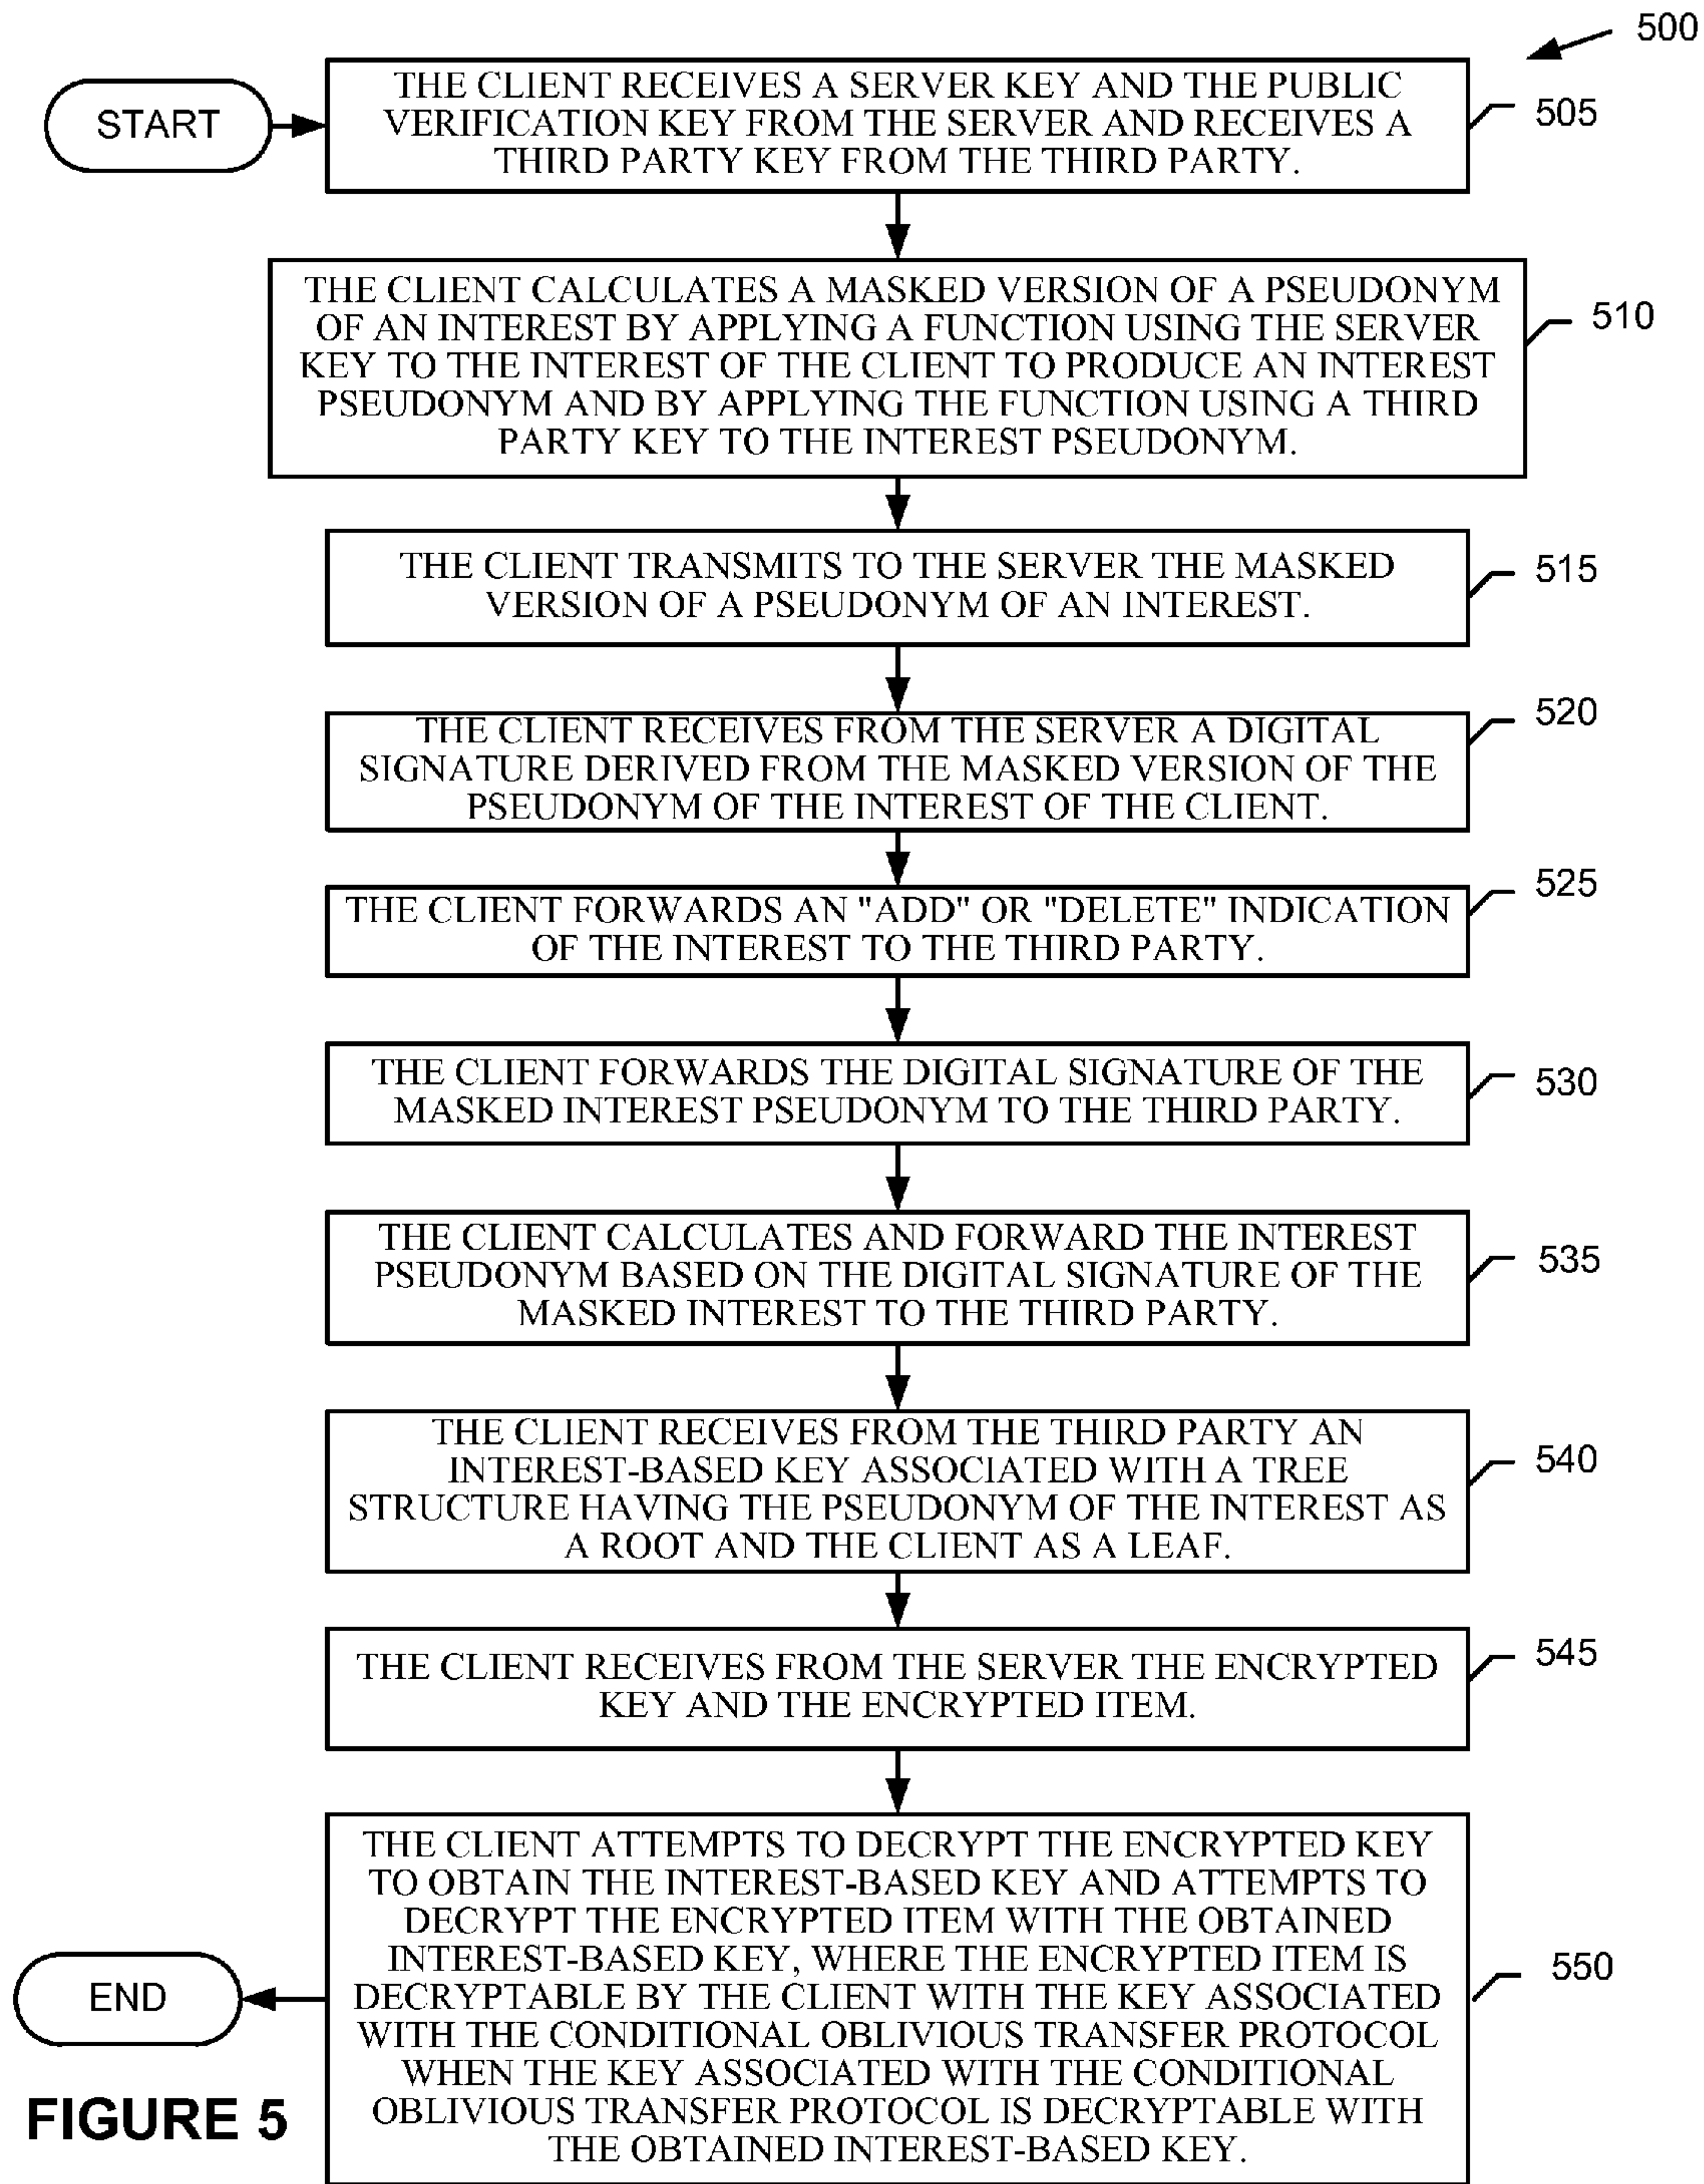 500
START
THE CLIENT RECEIVES A SERVER KEY AND THE PUBLIC
VERIFICATION KEY FROM THE SERVER AND RECEIVES A
THIRD PARTY KEY FROM THE THIRD PARTY.
505
THE CLIENT CALCULATES A MASKED VERSION OF A PSEUDONYM
OF AN INTEREST BY APPLYING A FUNCTION USING THE SERVER
KEY TO THE INTEREST OF THE CLIENT TO PRODUCE AN INTEREST
PSEUDONYM AND BY APPLYING THE FUNCTION USING A THIRD
PARTY KEY TO THE INTEREST PSEUDONYM.
510
THE CLIENT TRANSMITS TO THE SERVER THE MASKED
VERSION OF A PSEUDONYM OF AN INTEREST.
515
THE CLIENT RECEIVES FROM THE SERVER A DIGITAL
SIGNATURE DERIVED FROM THE MASKED VERSION OF THE
PSEUDONYM OF THE INTEREST OF THE CLIENT.
520
THE CLIENT FORWARDS AN "ADD" OR "DELETE" INDICATION
OF THE INTEREST TO THE THIRD PARTY.
525
THE CLIENT FORWARDS THE DIGITAL SIGNATURE OF THE
MASKED INTEREST PSEUDONYM TO THE THIRD PARTY.
530
THE CLIENT CALCULATES AND FORWARD THE INTEREST
PSEUDONYM BASED ON THE DIGITAL SIGNATURE OF THE
MASKED INTEREST TO THE THIRD PARTY.
535
THE CLIENT RECEIVES FROM THE THIRD PARTY AN
INTEREST-BASED KEY ASSOCIATED WITH A TREE
STRUCTURE HAVING THE PSEUDONYM OF THE INTEREST AS
A ROOT AND THE CLIENT AS A LEAF.
540
THE CLIENT RECEIVES FROM THE SERVER THE ENCRYPTED
KEY AND THE ENCRYPTED ITEM.
545
THE CLIENT ATTEMPTS TO DECRYPT THE ENCRYPTED KEY
TO OBTAIN THE INTEREST-BASED KEY AND ATTEMPTS TO
DECRYPT THE ENCRYPTED ITEM WITH THE OBTAINED
INTEREST-BASED KEY, WHERE THE ENCRYPTED ITEM IS
DECRYPTABLE BY THE CLIENT WITH THE KEY ASSOCIATED
WITH THE CONDITIONAL OBLIVIOUS TRANSFER PROTOCOL
WHEN THE KEY ASSOCIATED WITH THE CONDITIONAL
OBLIVIOUS TRANSFER PROTOCOL IS DECRYPTABLE WITH
THE OBTAINED INTEREST-BASED KEY.
550
END
FIGURE 5